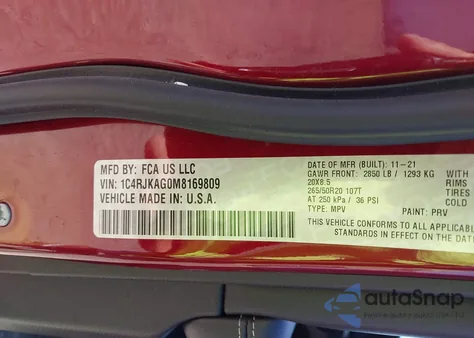 MFD BY: FCA US LLC
VIN: 1C4RJKAG0M8169809
VEHICLE MADE IN: U.S.A.
DATE OF MFR (BUILT): 11-21
GAWR FRONT: 2850 LB / 1293 KG WITH
20X8.5 RIMS
265/50R20 107T TIRES
AT 250 kPa / 36 PSI COLD
TYPE: MPV PAINT: PRV
THIS VEHICLE CONFORMS TO ALL APPLICABLE
STANDARDS IN EFFECT ON THE DATE
autoSnap